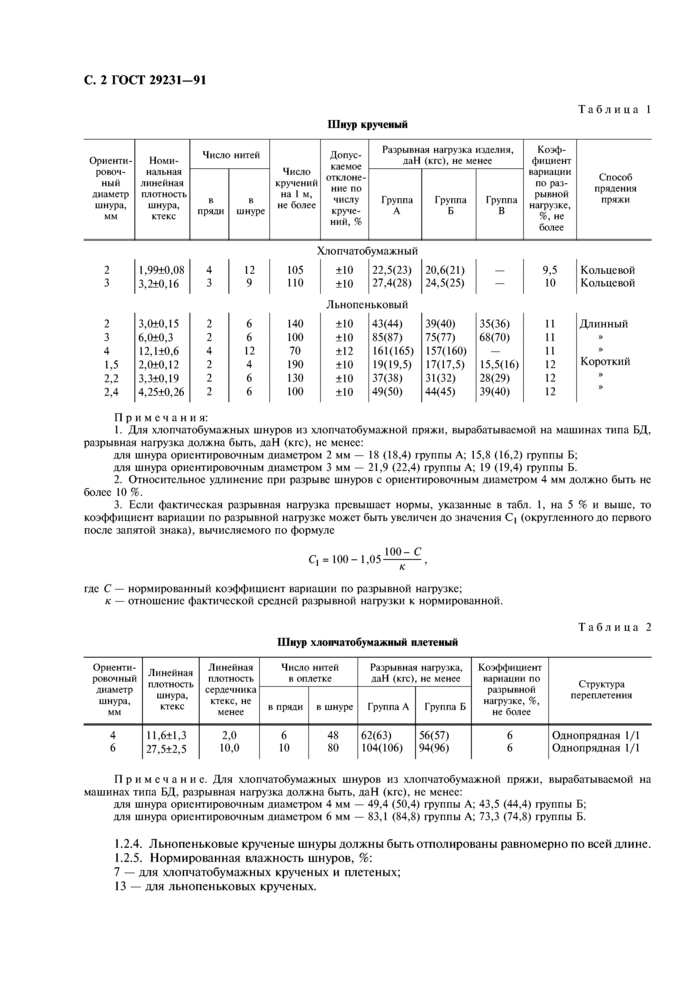 С. 2 ГОСТ 29231—91
Таблица 1
Шнур крученый
Ориенти-
ровоч-
ный
диаметр
шнура,
мм
Номи-
нальная
линейная
плотность
шнура,
ктекс
Число нитей
в
пряди
в
шнуре
Число
кручений
на 1 м,
не более
Допус-
каемое
отклоне-
ние по
числу
круче-
ний, %
Разрывная нагрузка изделия,
даН (кгс), не менее
Группа
А
Группа
Б
Группа
В
Коэф-
фициент
вариации
по раз-
рывной
нагрузке,
%, не
более
Способ
прядения
пряжи
Хлопчатобумажный
2 1,99±0,08 4 12 105 ±10 22,5(23) 20,6(21) — 9,5 Кольцевой
3 3,2±0,16 3 9 110 ±10 27,4(28) 24,5(25) — 10 Кольцевой
Льнопеньковый
2 3,0±0,15 2 6 140 ±10 43(44) 39(40) 35(36) 11 Длинный
3 6,0±0,3 2 6 100 ±10 85(87) 75(77) 68(70) 11 »
4 12,1±0,6 4 12 70 ±12 161(165) 157(160) — 11 »
1,5 2,0±0,12 2 4 190 ±10 19(19,5) 17(17,5) 15,5(16) 12 Короткий
2,2 3,3±0,19 2 6 130 ±10 37(38) 31(32) 28(29) 12 »
2,4 4,25±0,26 2 6 100 ±10 49(50) 44(45) 39(40) 12 »
Примечания:
1. Для хлопчатобумажных шнуров из хлопчатобумажной пряжи, вырабатываемой на машинах типа БД,
разрывная нагрузка должна быть, даН (кгс), не менее:
для шнура ориентировочным диаметром 2 мм — 18 (18,4) группы А; 15,8 (16,2) группы Б;
для шнура ориентировочным диаметром 3 мм — 21,9 (22,4) группы А; 19 (19,4) группы Б.
2. Относительное удлинение при разрыве шнуров с ориентировочным диаметром 4 мм должно быть не
более 10 %.
3. Если фактическая разрывная нагрузка превышает нормы, указанные в табл. 1, на 5 % и выше, то
коэффициент вариации по разрывной нагрузке может быть увеличен до значения С₁ (округленного до первого
после запятой знака), вычисляемого по формуле
C₁ = 100 − 1,05 (100 − C)/к ,
где С — нормированный коэффициент вариации по разрывной нагрузке;
к — отношение фактической средней разрывной нагрузки к нормированной.
Таблица 2
Шнур хлопчатобумажный плетеный
Ориенти-
ровочный
диаметр
шнура,
мм
Линейная
плотность
шнура,
ктекс
Линейная
плотность
сердечника
ктекс, не
менее
Число нитей
в оплетке
в пряди
в шнуре
Разрывная нагрузка,
даН (кгс), не менее
Группа А
Группа Б
Коэффициент
вариации по
разрывной
нагрузке, %,
не более
Структура
переплетения
4 11,6±1,3 2,0 6 48 62(63) 56(57) 6 Однопрядная 1/1
6 27,5±2,5 10,0 10 80 104(106) 94(96) 6 Однопрядная 1/1
Примечание. Для хлопчатобумажных шнуров из хлопчатобумажной пряжи, вырабатываемой на
машинах типа БД, разрывная нагрузка должна быть, даН (кгс), не менее:
для шнура ориентировочным диаметром 4 мм — 49,4 (50,4) группы А; 43,5 (44,4) группы Б;
для шнура ориентировочным диаметром 6 мм — 83,1 (84,8) группы А; 73,3 (74,8) группы Б.
1.2.4. Льнопеньковые крученые шнуры должны быть отполированы равномерно по всей длине.
1.2.5. Нормированная влажность шнуров, %:
7 — для хлопчатобумажных крученых и плетеных;
13 — для льнопеньковых крученых.